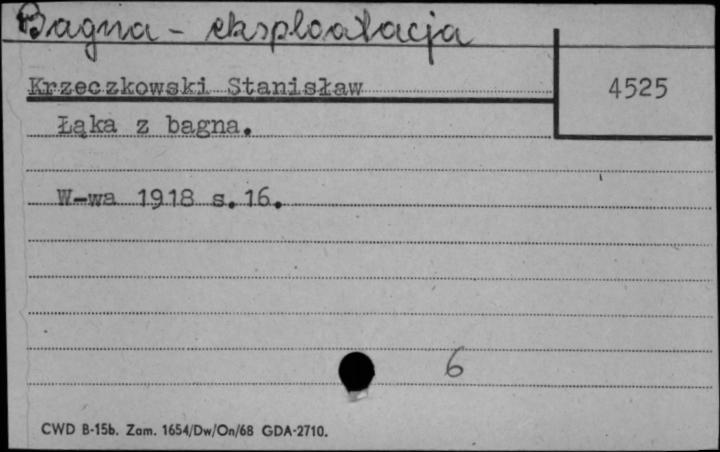 Bagna - eksploatacja
Krzeczkowski Stanisław
4525
Łąka z bagna.
W-wa 1918 s.16.
6
CWD B-15b. Zam. 1654/Dw/On/68 GDA-2710.